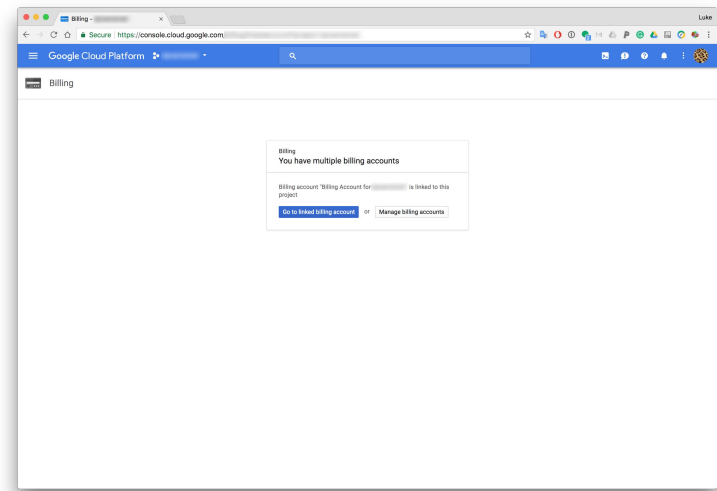 Billing -
Luke
Secure https://console.cloud.google.com
Google Cloud Platform
Billing
Billing
You have multiple billing accounts
Billing account "Billing Account for is linked to this
project
Go to linked billing account or Manage billing accounts